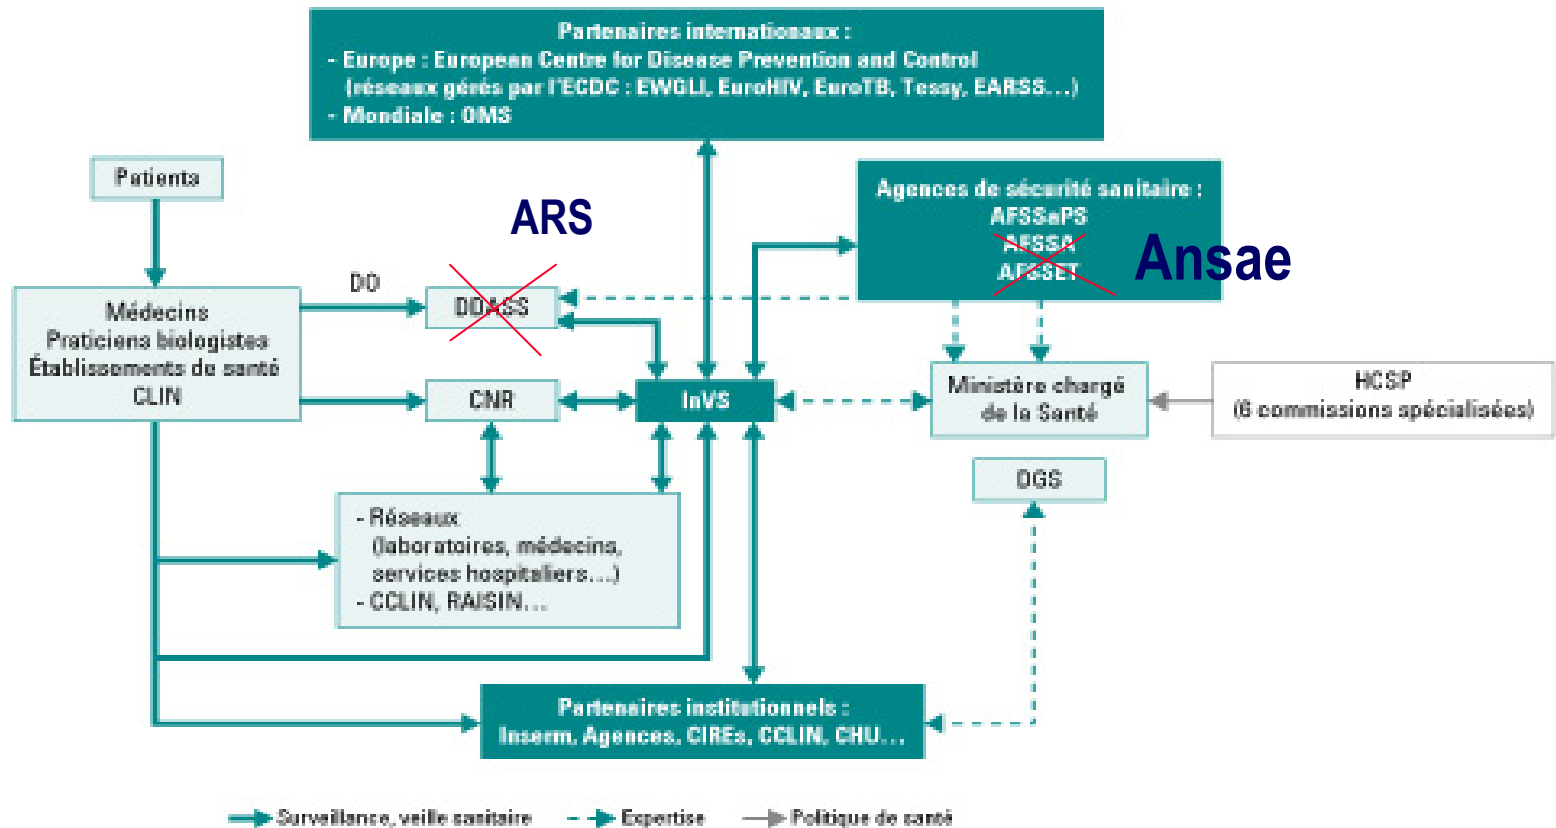 Partenaires internationaux :
- Europe : European Centre for Disease Prevention and Control
(réseaux gérés par l'ECDC : EWGLI, EuroHIV, EuroTB, Tessy, EARSS…)
- Mondiale : OMS
Patients
ARS
Agences de sécurité sanitaire :
AFSSaPS
AFSSA
AFSSET
Ansae
DO
DDASS
Médecins
Praticiens biologistes
Établissements de santé
CLIN
CNR
InVS
Ministère chargé
de la Santé
HCSP
(6 commissions spécialisées)
DGS
- Réseaux
(laboratoires, médecins,
services hospitaliers…)
- CCLIN, RAISIN…
Partenaires institutionnels :
Inserm, Agences, CIREs, CCLIN, CHU…
Surveillance, veille sanitaire
Expertise
Politique de santé